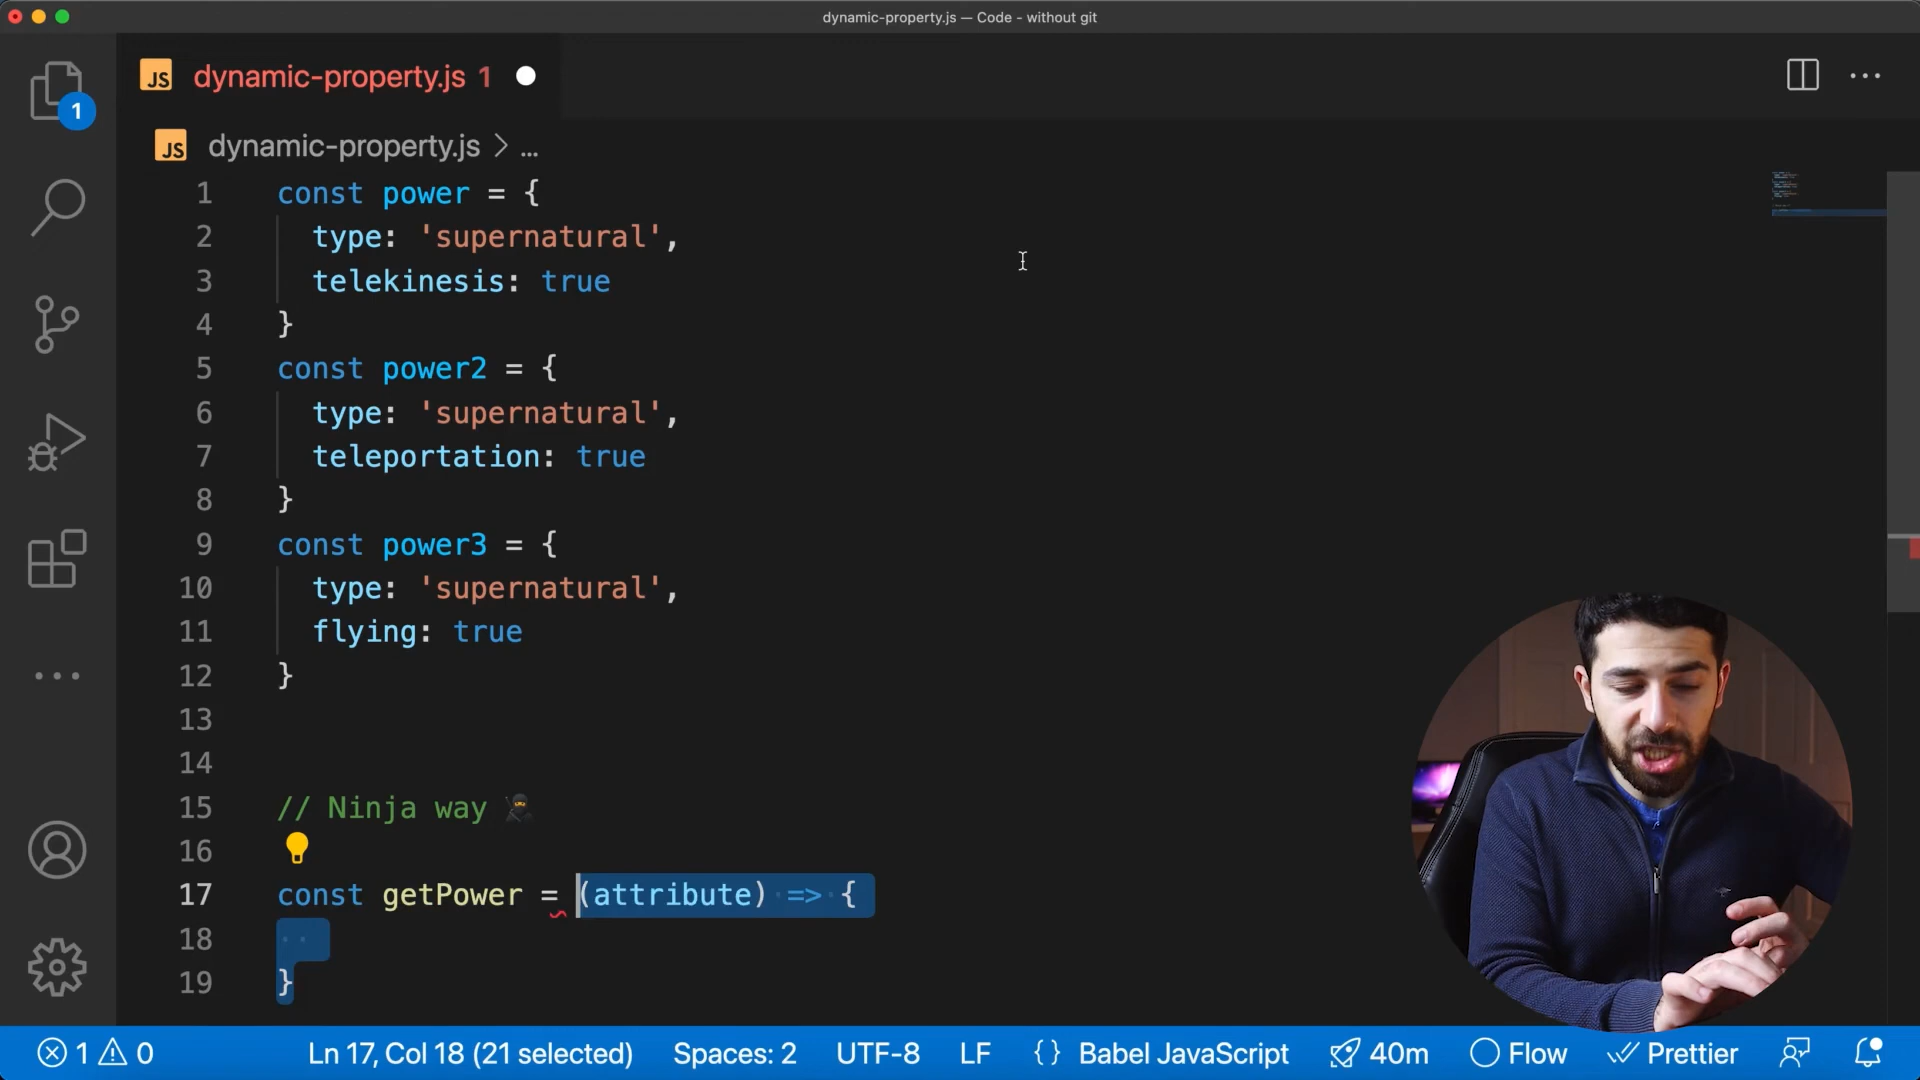 dynamic-property.js — Code - without git
JS dynamic-property.js 1
JS dynamic-property.js > ...
1
1 const power = {
2 type: 'supernatural',
3 telekinesis: true
4 }
5 const power2 = {
6 type: 'supernatural',
7 teleportation: true
8 }
9 const power3 = {
10 type: 'supernatural',
11 flying: true
12 }
13
14
15 // Ninja way 🥷
16
17 const getPower = (attribute) => {
18
19 }
1 0 Ln 17, Col 18 (21 selected) Spaces: 2 UTF-8 LF {} Babel JavaScript 40m Flow Prettier